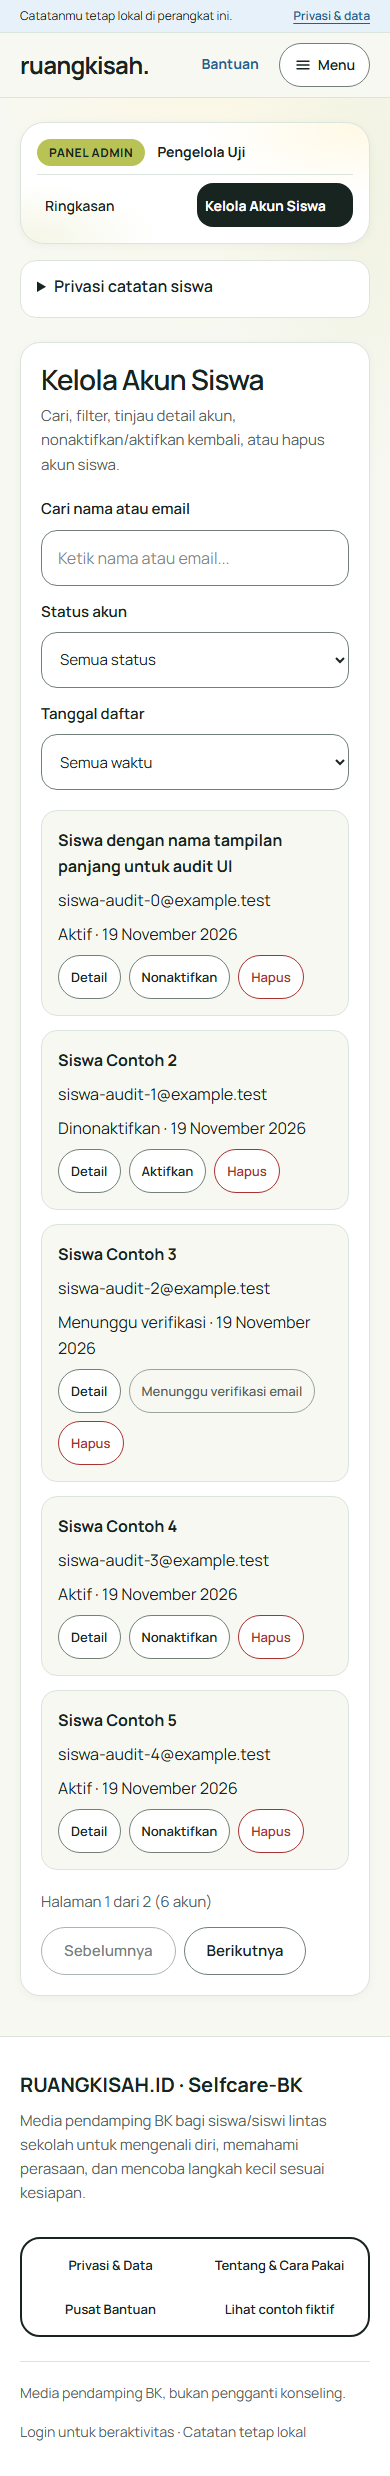 Catatanmu tetap lokal di perangkat ini. Privasi & data
ruangkisah. Bantuan Menu
PANEL ADMIN Pengelola Uji
Ringkasan Kelola Akun Siswa
Privasi catatan siswa
Kelola Akun Siswa
Cari, filter, tinjau detail akun,
nonaktifkan/aktifkan kembali, atau hapus
akun siswa.
Cari nama atau email
Ketik nama atau email...
Status akun
Semua status
Tanggal daftar
Semua waktu
Siswa dengan nama tampilan
panjang untuk audit UI
siswa-audit-0@example.test
Aktif · 19 November 2026
Detail Nonaktifkan Hapus
Siswa Contoh 2
siswa-audit-1@example.test
Dinonaktifkan · 19 November 2026
Detail Aktifkan Hapus
Siswa Contoh 3
siswa-audit-2@example.test
Menunggu verifikasi · 19 November
2026
Detail Menunggu verifikasi email
Hapus
Siswa Contoh 4
siswa-audit-3@example.test
Aktif · 19 November 2026
Detail Nonaktifkan Hapus
Siswa Contoh 5
siswa-audit-4@example.test
Aktif · 19 November 2026
Detail Nonaktifkan Hapus
Halaman 1 dari 2 (6 akun)
Sebelumnya Berikutnya
RUANGKISAH.ID · Selfcare-BK
Media pendamping BK bagi siswa/siswi lintas
sekolah untuk mengenali diri, memahami
perasaan, dan mencoba langkah kecil sesuai
kesiapan.
Privasi & Data Tentang & Cara Pakai
Pusat Bantuan Lihat contoh fiktif
Media pendamping BK, bukan pengganti konseling.
Login untuk beraktivitas · Catatan tetap lokal